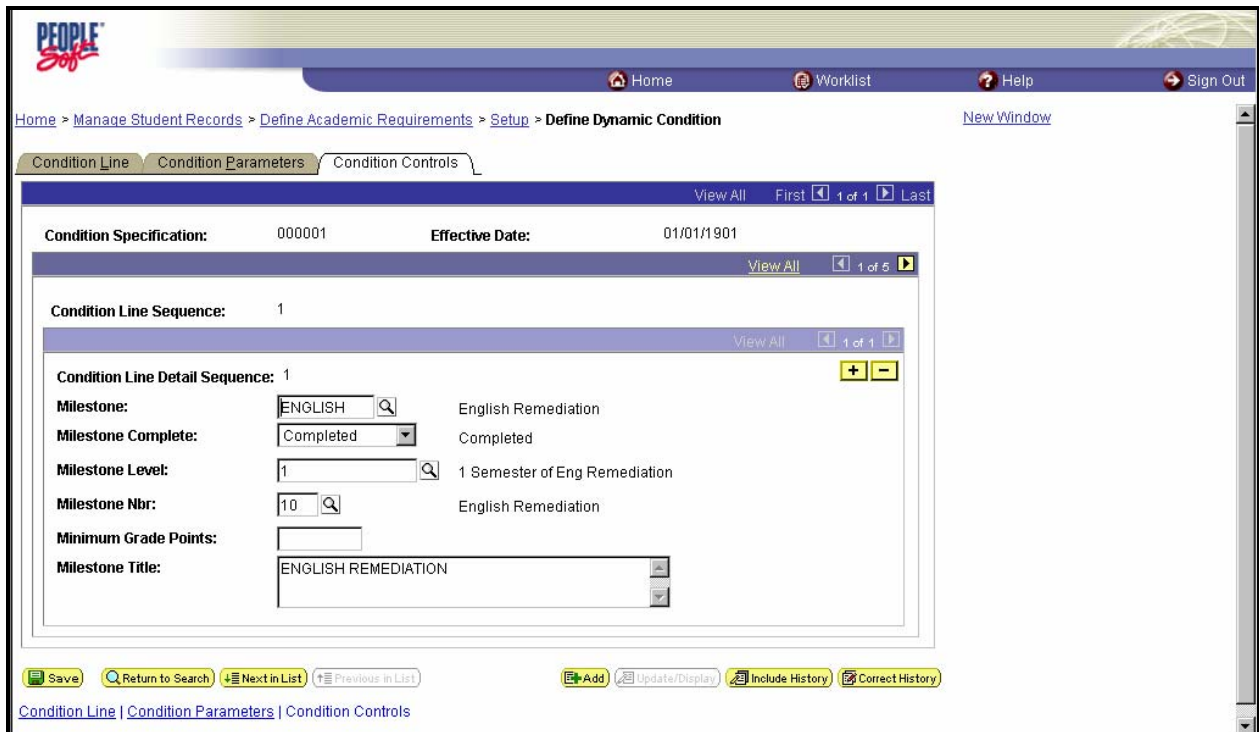 PEOPLE
Soft
Home Worklist Help Sign Out
Home > Manage Student Records > Define Academic Requirements > Setup > Define Dynamic Condition New Window
Condition Line Condition Parameters Condition Controls
View All First 1 of 1 Last
Condition Specification: 000001 Effective Date: 01/01/1901
View All 1 of 5
Condition Line Sequence: 1
View All 1 of 1
Condition Line Detail Sequence: 1 + -
Milestone: ENGLISH English Remediation
Milestone Complete: Completed Completed
Milestone Level: 1 1 Semester of Eng Remediation
Milestone Nbr: 10 English Remediation
Minimum Grade Points:
Milestone Title: ENGLISH REMEDIATION
Save Return to Search Next in List Previous in List Add Update/Display Include History Correct History
Condition Line | Condition Parameters | Condition Controls